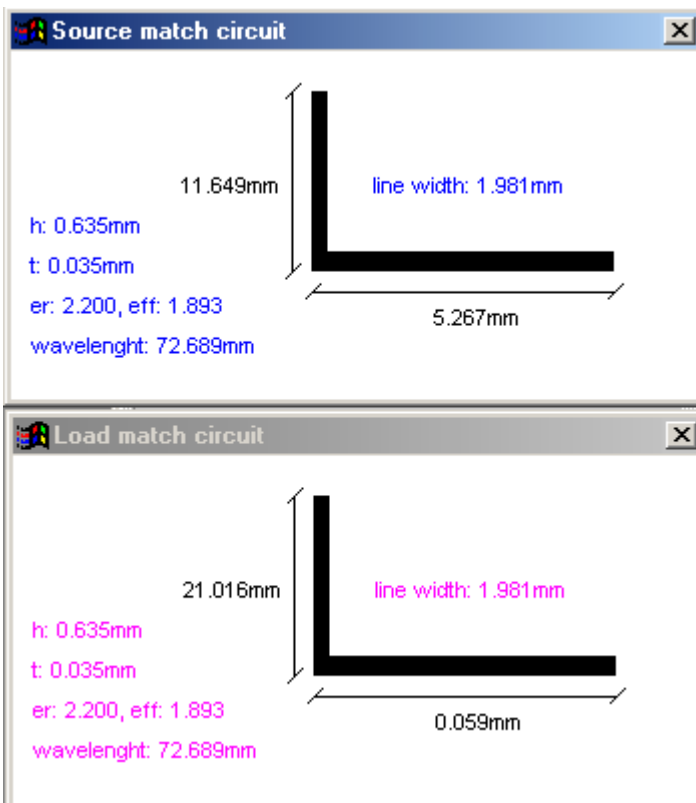 Source match circuit
11.649mm
line width: 1.981mm
h: 0.635mm
t: 0.035mm
er: 2.200, eff: 1.893
5.267mm
wavelenght: 72.689mm
Load match circuit
21.016mm
line width: 1.981mm
h: 0.635mm
t: 0.035mm
er: 2.200, eff: 1.893
0.059mm
wavelenght: 72.689mm